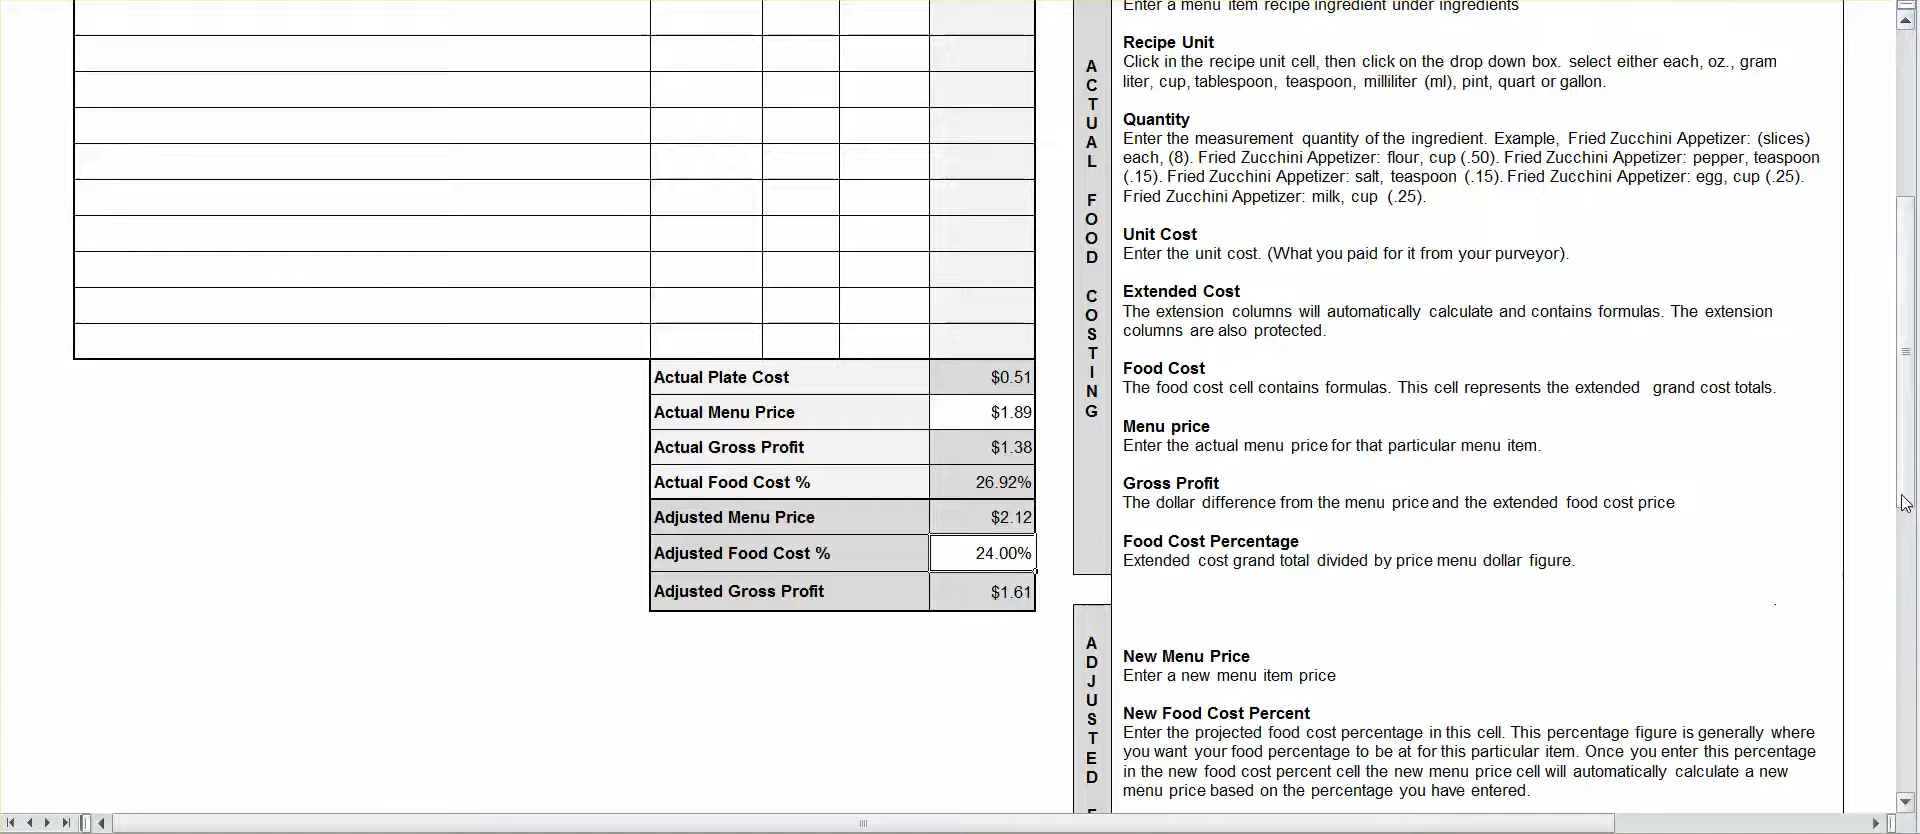 Enter a menu item recipe ingredient under ingredients
Recipe Unit
Click in the recipe unit cell, then click on the drop down box. select either each, oz., gram
liter, cup, tablespoon, teaspoon, milliliter (ml), pint, quart or gallon.
Quantity
Enter the measurement quantity of the ingredient. Example, Fried Zucchini Appetizer: (slices)
each, (8). Fried Zucchini Appetizer: flour, cup (.50). Fried Zucchini Appetizer: pepper, teaspoon
(.15). Fried Zucchini Appetizer: salt, teaspoon (.15). Fried Zucchini Appetizer: egg, cup (.25).
Fried Zucchini Appetizer: milk, cup (.25).
Unit Cost
Enter the unit cost. (What you paid for it from your purveyor).
Extended Cost
The extension columns will automatically calculate and contains formulas. The extension
columns are also protected.
Food Cost
The food cost cell contains formulas. This cell represents the extended grand cost totals.
Menu price
Enter the actual menu price for that particular menu item.
Gross Profit
The dollar difference from the menu price and the extended food cost price
Food Cost Percentage
Extended cost grand total divided by price menu dollar figure.
New Menu Price
Enter a new menu item price
New Food Cost Percent
Enter the projected food cost percentage in this cell. This percentage figure is generally where
you want your food percentage to be at for this particular item. Once you enter this percentage
in the new food cost percent cell the new menu price cell will automatically calculate a new
menu price based on the percentage you have entered.
ACTUAL FOOD COSTING
ADJUSTED F
Actual Plate Cost $0.51
Actual Menu Price $1.89
Actual Gross Profit $1.38
Actual Food Cost % 26.92%
Adjusted Menu Price $2.12
Adjusted Food Cost % 24.00%
Adjusted Gross Profit $1.61